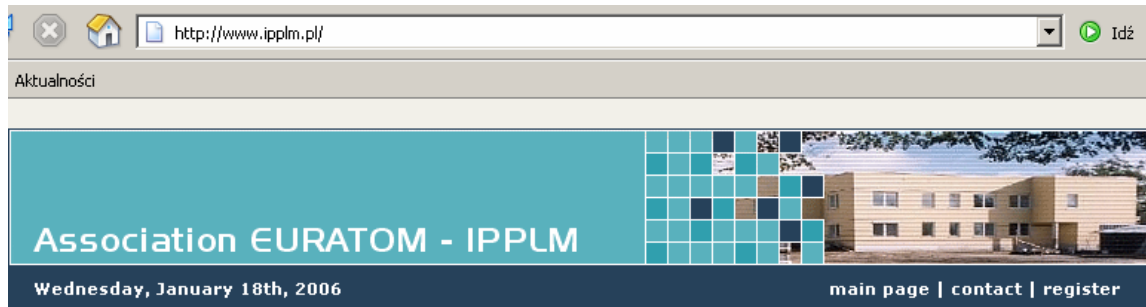 http://www.ipplm.pl/ Idź
Aktualności
Association EURATOM - IPPLM
Wednesday, January 18th, 2006 main page | contact | register